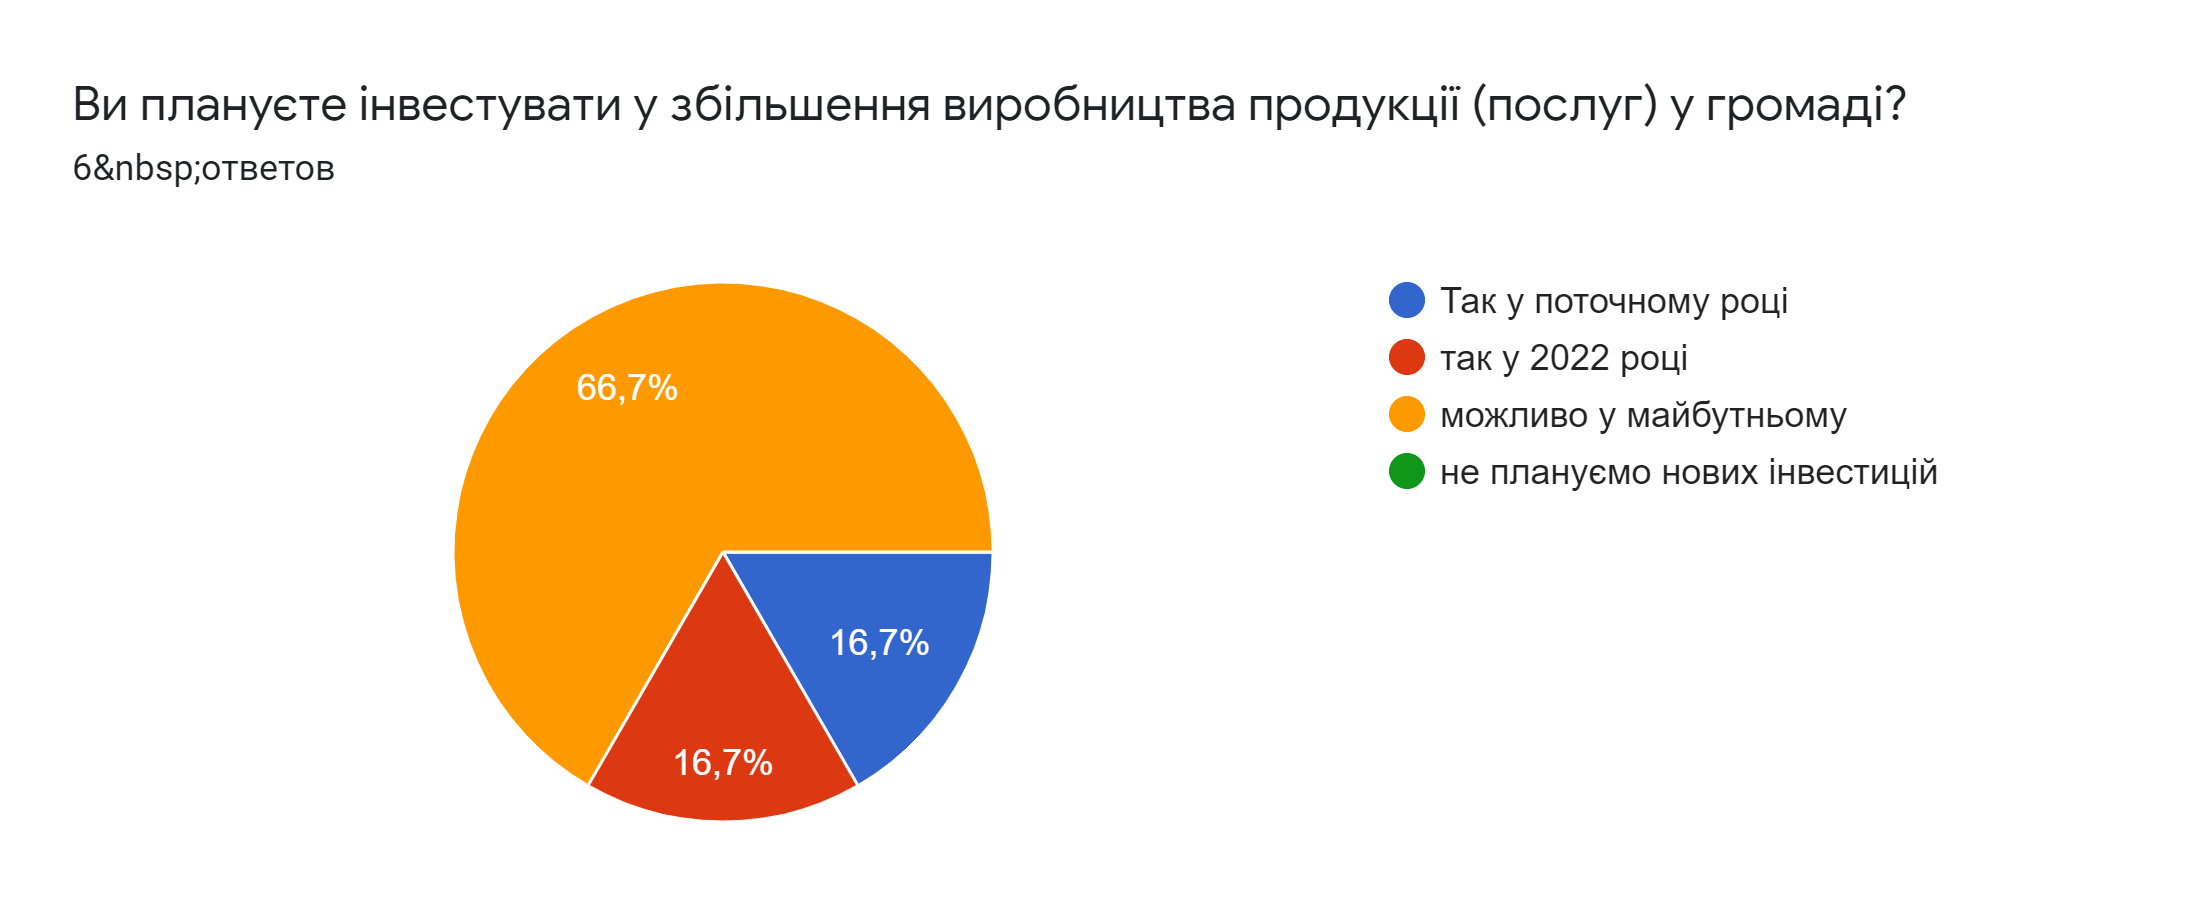 Ви плануєте інвестувати у збільшення виробництва продукції (послуг) у громаді?
6&nbsp;ответов
66,7%
16,7%
16,7%
Так у поточному році
так у 2022 році
можливо у майбутньому
не плануємо нових інвестицій